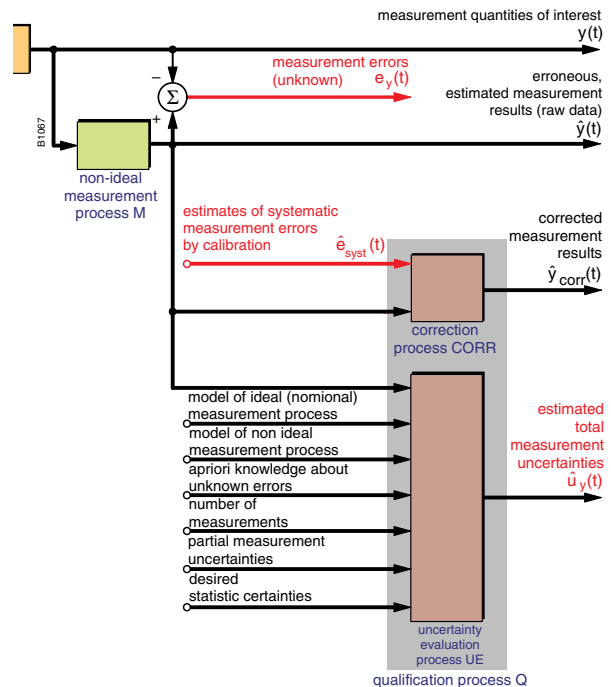 measurement quantities of interest
y(t)
measurement errors
(unknown) e_y(t)
−
Σ
+
erroneous,
estimated measurement
results (raw data)
ŷ(t)
B1067
non-ideal
measurement
process M
estimates of systematic
measurement errors
by calibration ê_syst(t)
corrected
measurement
results
ŷ_corr(t)
correction
process CORR
model of ideal (nomional)
measurement process
model of non ideal
measurement process
apriori knowledge about
unknown errors
number of
measurements
partial measurement
uncertainties
desired
statistic certainties
estimated
total
measurement
uncertainties
û_y(t)
uncertainty
evaluation
process UE
qualification process Q